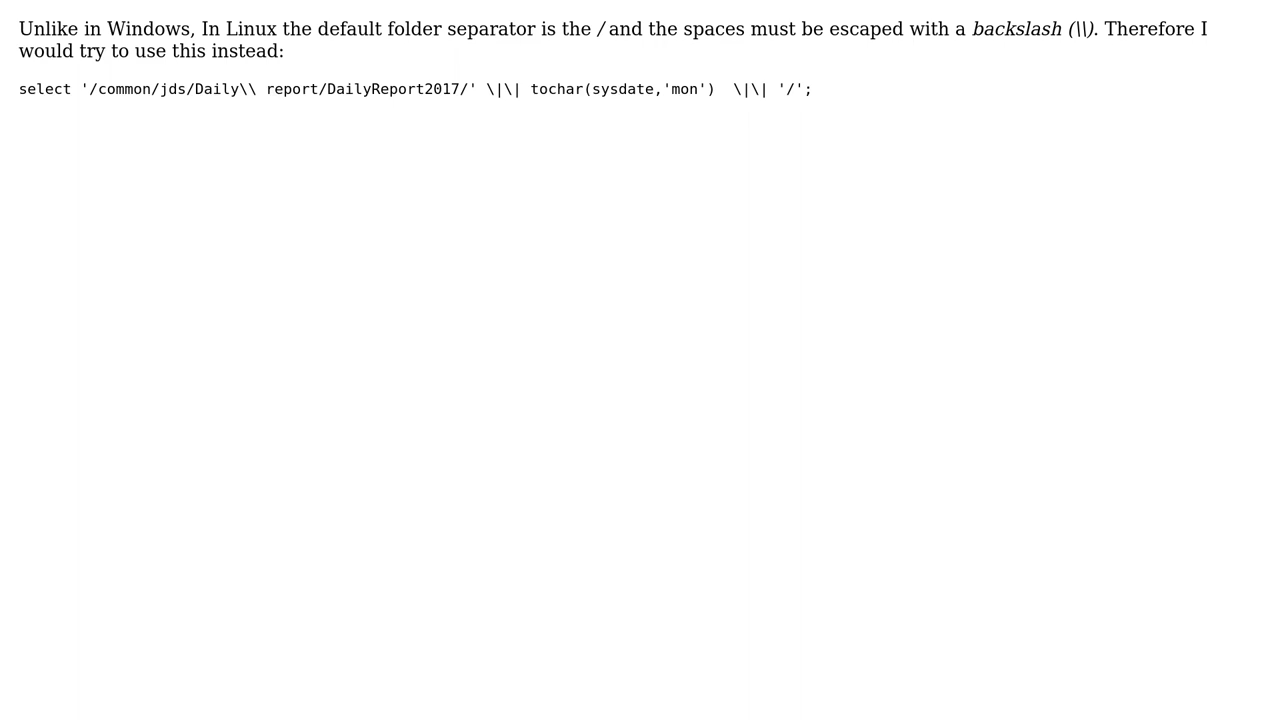 Unlike in Windows, In Linux the default folder separator is the / and the spaces must be escaped with a backslash (\\). Therefore I
would try to use this instead:
select '/common/jds/Daily\\ report/DailyReport2017/' \|\| tochar(sysdate,'mon')  \|\| '/';